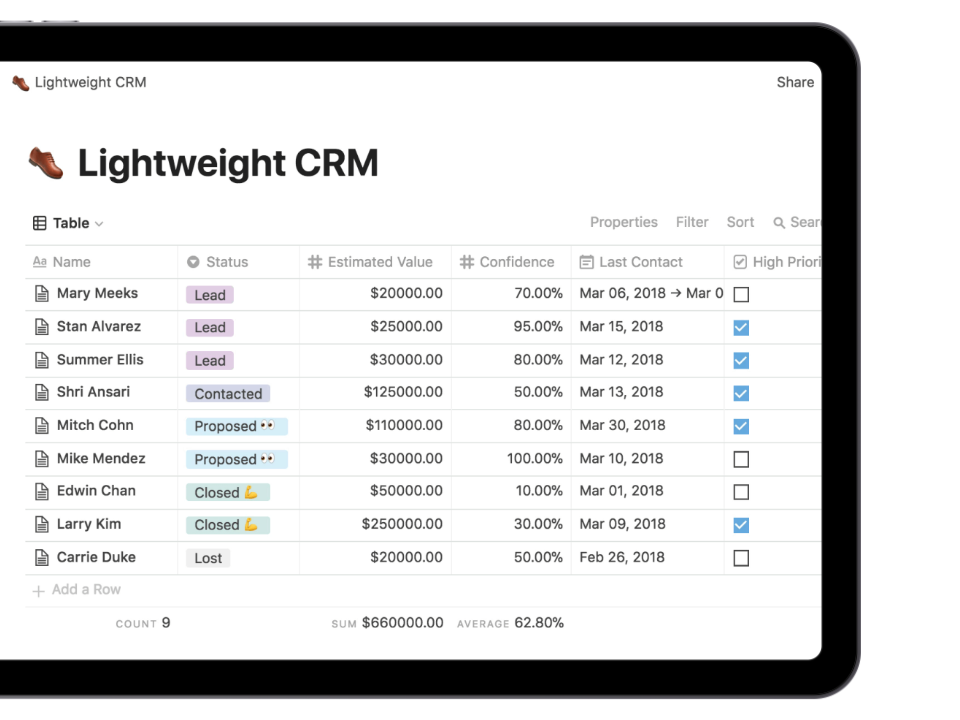 Lightweight CRM Share
Lightweight CRM
Table Properties Filter Sort Sear
Aa Name Status Estimated Value Confidence Last Contact High Priori
Mary Meeks Lead $20000.00 70.00% Mar 06, 2018 → Mar 0
Stan Alvarez Lead $25000.00 95.00% Mar 15, 2018
Summer Ellis Lead $30000.00 80.00% Mar 12, 2018
Shri Ansari Contacted $125000.00 50.00% Mar 13, 2018
Mitch Cohn Proposed 👀 $110000.00 80.00% Mar 30, 2018
Mike Mendez Proposed 👀 $30000.00 100.00% Mar 10, 2018
Edwin Chan Closed 💪 $50000.00 10.00% Mar 01, 2018
Larry Kim Closed 💪 $250000.00 30.00% Mar 09, 2018
Carrie Duke Lost $20000.00 50.00% Feb 26, 2018
+ Add a Row
COUNT 9 SUM $660000.00 AVERAGE 62.80%